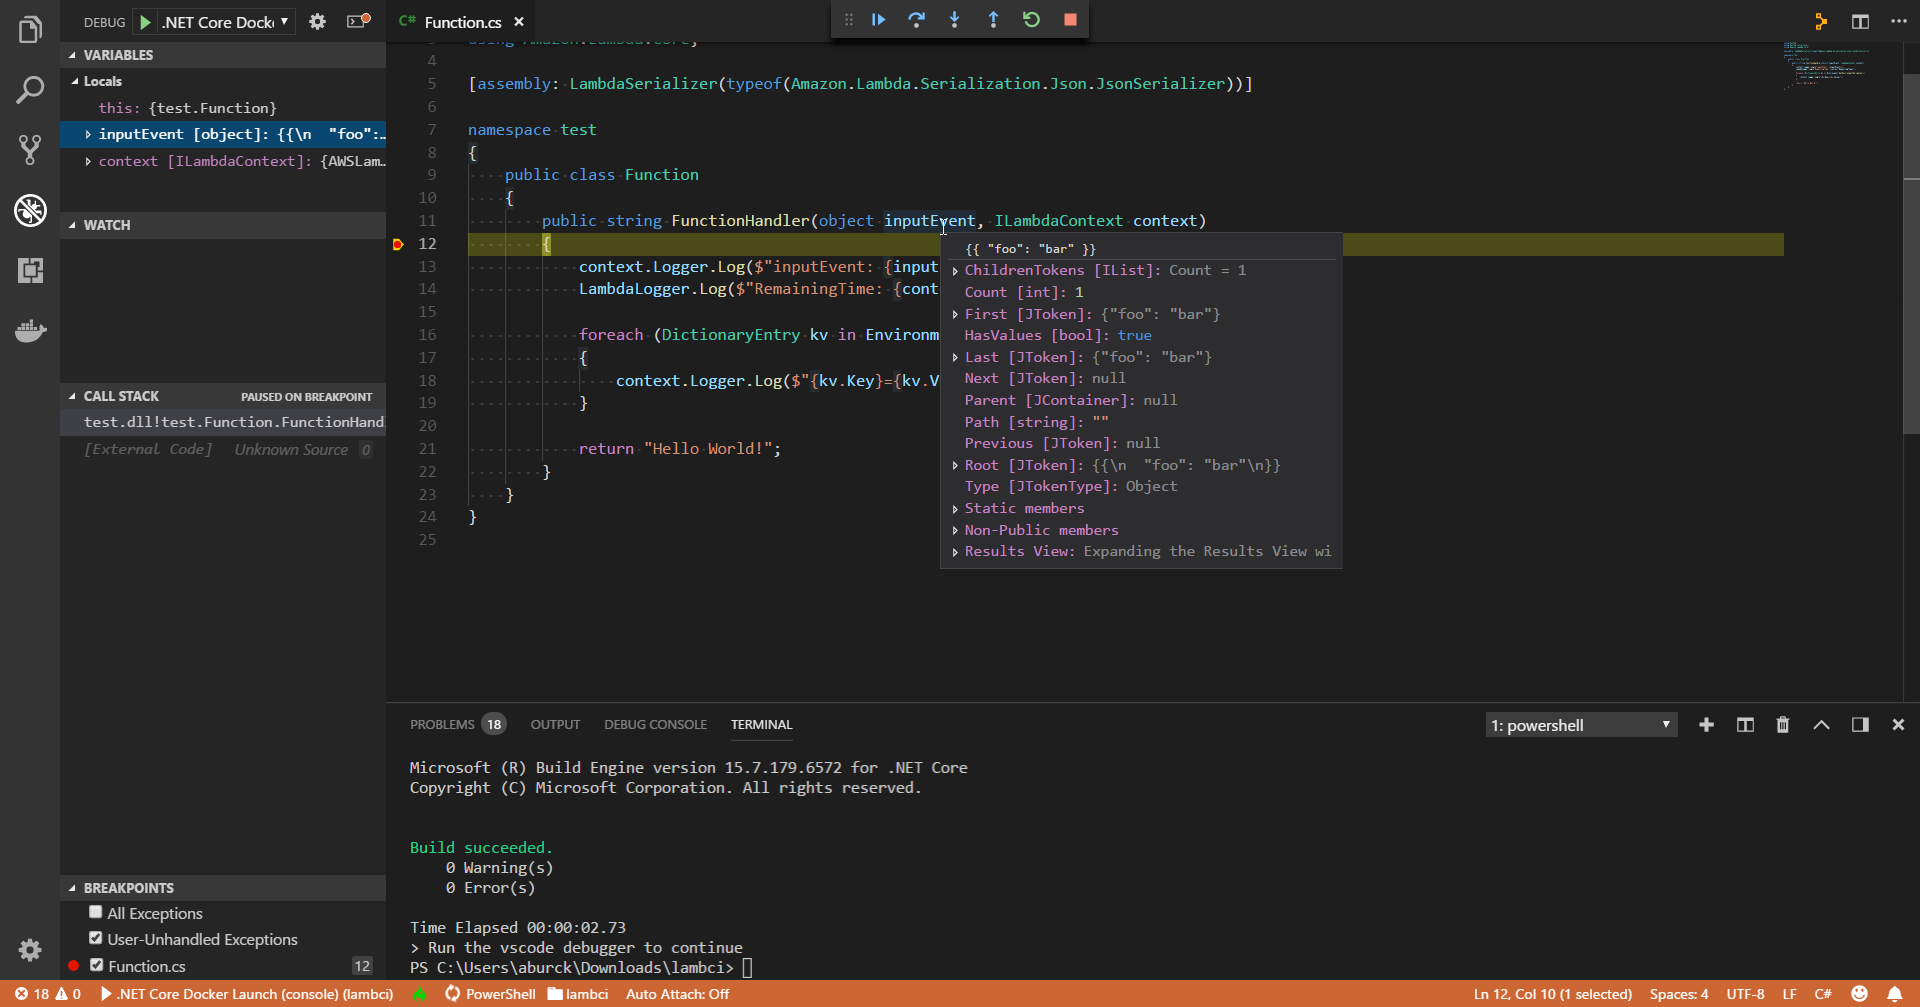 DEBUG .NET Core Dock
VARIABLES
Locals
this: {test.Function}
inputEvent [object]: {{\n  "foo":…
context [ILambdaContext]: {AWSLam…
WATCH
CALL STACK PAUSED ON BREAKPOINT
test.dll!test.Function.FunctionHand
[External Code] Unknown Source 0
BREAKPOINTS
All Exceptions
User-Unhandled Exceptions
Function.cs 12
C# Function.cs
4
5 [assembly: LambdaSerializer(typeof(Amazon.Lambda.Serialization.Json.JsonSerializer))]
6
7 namespace test
8 {
9 public class Function
10 {
11 public string FunctionHandler(object inputEvent, ILambdaContext context)
12 {
13 context.Logger.Log($"inputEvent: {input
14 LambdaLogger.Log($"RemainingTime: {cont
15
16 foreach (DictionaryEntry kv in Environm
17 {
18 context.Logger.Log($"{kv.Key}={kv.V
19 }
20
21 return "Hello World!";
22 }
23 }
24 }
25
{{ "foo": "bar" }}
ChildrenTokens [IList]: Count = 1
Count [int]: 1
First [JToken]: {"foo": "bar"}
HasValues [bool]: true
Last [JToken]: {"foo": "bar"}
Next [JToken]: null
Parent [JContainer]: null
Path [string]: ""
Previous [JToken]: null
Root [JToken]: {{\n  "foo": "bar"\n}}
Type [JTokenType]: Object
Static members
Non-Public members
Results View: Expanding the Results View wi
PROBLEMS 18 OUTPUT DEBUG CONSOLE TERMINAL 1: powershell
Microsoft (R) Build Engine version 15.7.179.6572 for .NET Core
Copyright (C) Microsoft Corporation. All rights reserved.
Build succeeded.
0 Warning(s)
0 Error(s)
Time Elapsed 00:00:02.73
> Run the vscode debugger to continue
PS C:\Users\aburck\Downloads\lambci>
18 0 .NET Core Docker Launch (console) (lambci) PowerShell lambci Auto Attach: Off Ln 12, Col 10 (1 selected) Spaces: 4 UTF-8 LF C#